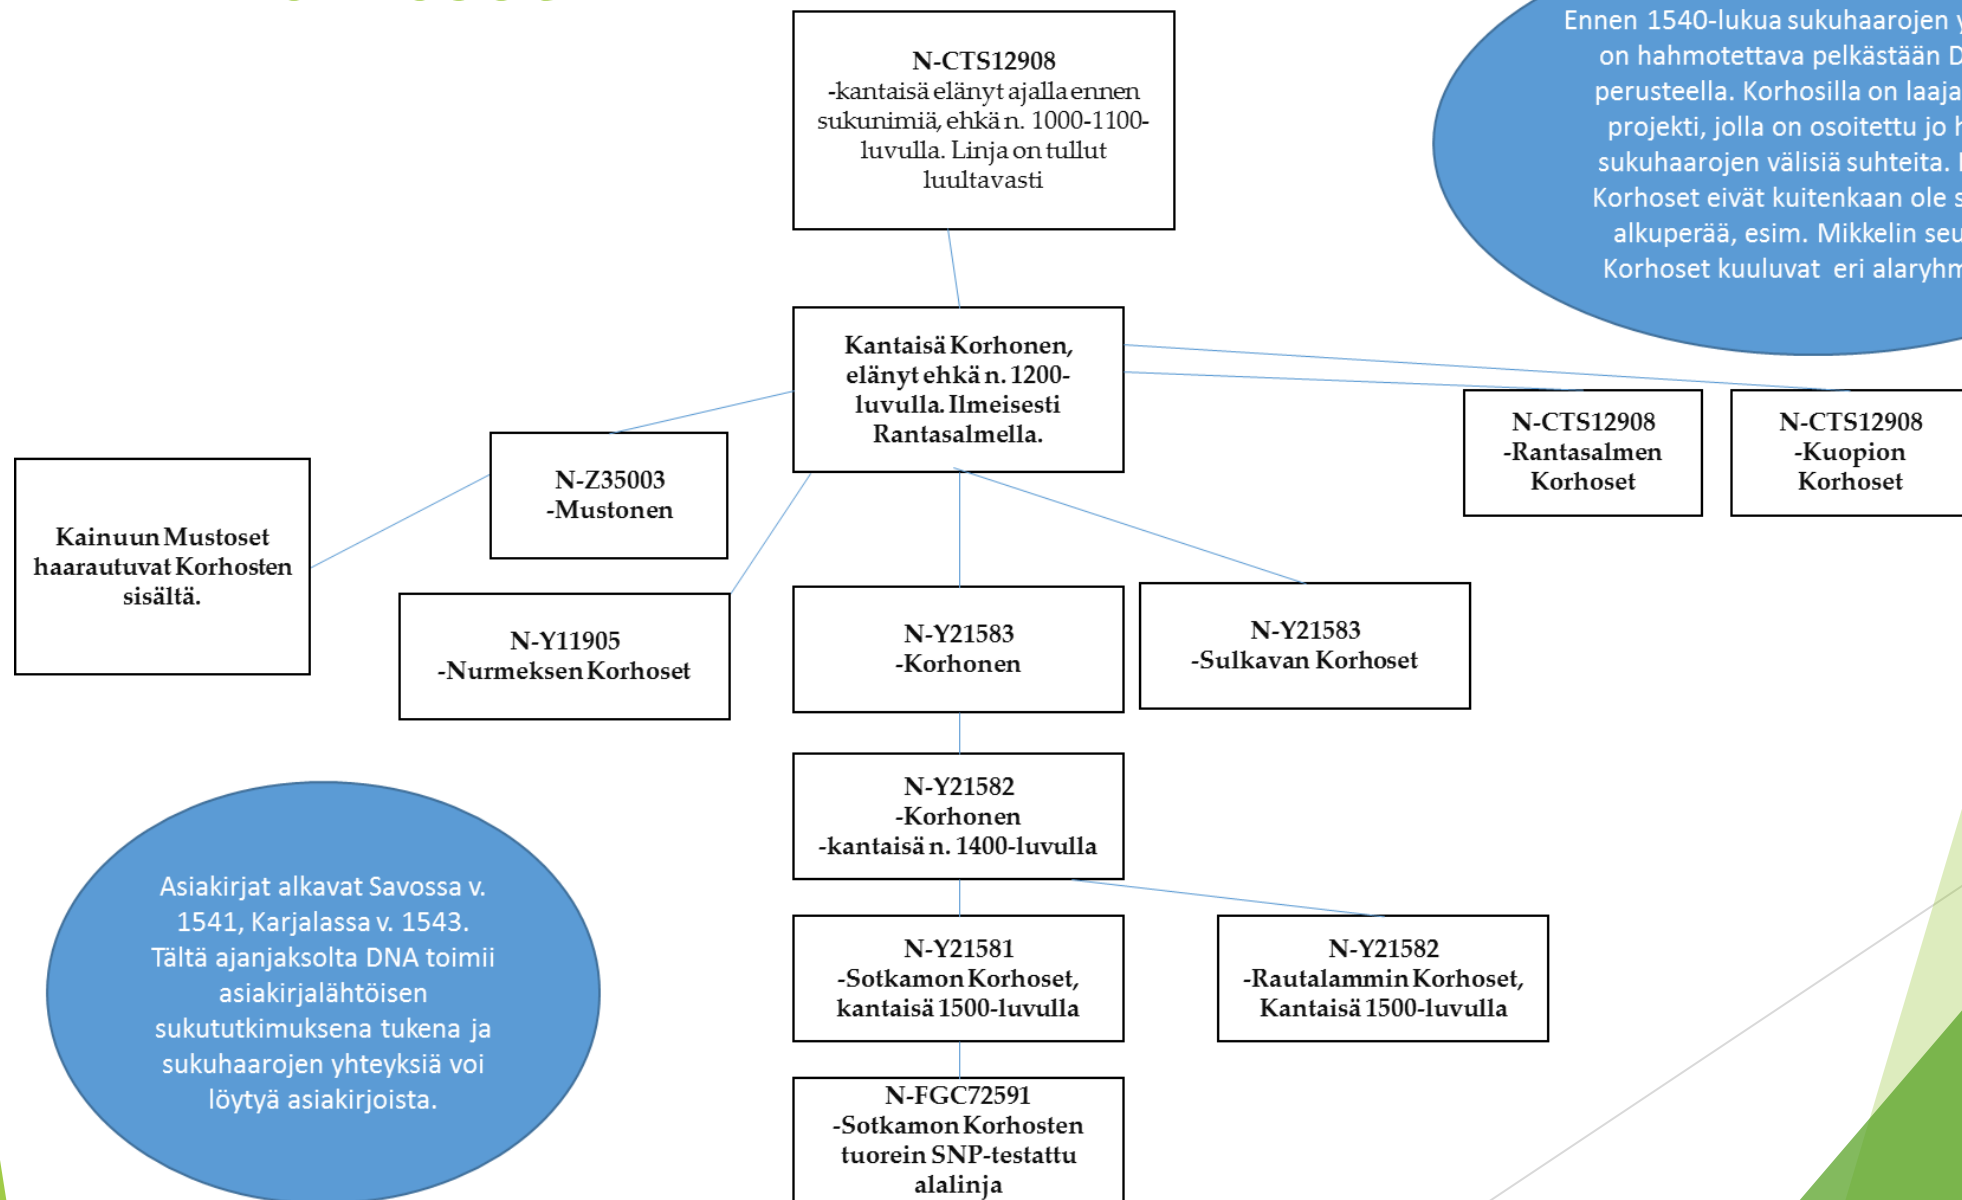 N-CTS12908
-kantaisä elänyt ajalla ennen
sukunimiä, ehkä n. 1000-1100-
luvulla. Linja on tullut
luultavasti
Ennen 1540-lukua sukuhaarojen
on hahmotettava pelkästään
perusteella. Korhosilla on laaja
projekti, jolla on osoitettu jo
sukuhaarojen välisiä suhteita.
Korhoset eivät kuitenkaan ole
alkuperää, esim. Mikkelin
Korhoset kuuluvat eri
Kantaisä Korhonen,
elänyt ehkä n. 1200-
luvulla. Ilmeisesti
Rantasalmella.
N-CTS12908
-Rantasalmen
Korhoset
N-CTS12908
-Kuopion
Korhoset
N-Z35003
-Mustonen
Kainuun Mustoset
haarautuvat Korhosten
sisältä.
N-Y11905
-Nurmeksen Korhoset
N-Y21583
-Korhonen
N-Y21583
-Sulkavan Korhoset
N-Y21582
-Korhonen
-kantaisä n. 1400-luvulla
Asiakirjat alkavat Savossa v.
1541, Karjalassa v. 1543.
Tältä ajanjaksolta DNA toimii
asiakirjalähtöisen
sukututkimuksena tukena ja
sukuhaarojen yhteyksiä voi
löytyä asiakirjoista.
N-Y21581
-Sotkamon Korhoset,
kantaisä 1500-luvulla
N-Y21582
-Rautalammin Korhoset,
Kantaisä 1500-luvulla
N-FGC72591
-Sotkamon Korhosten
tuorein SNP-testattu
alalinja